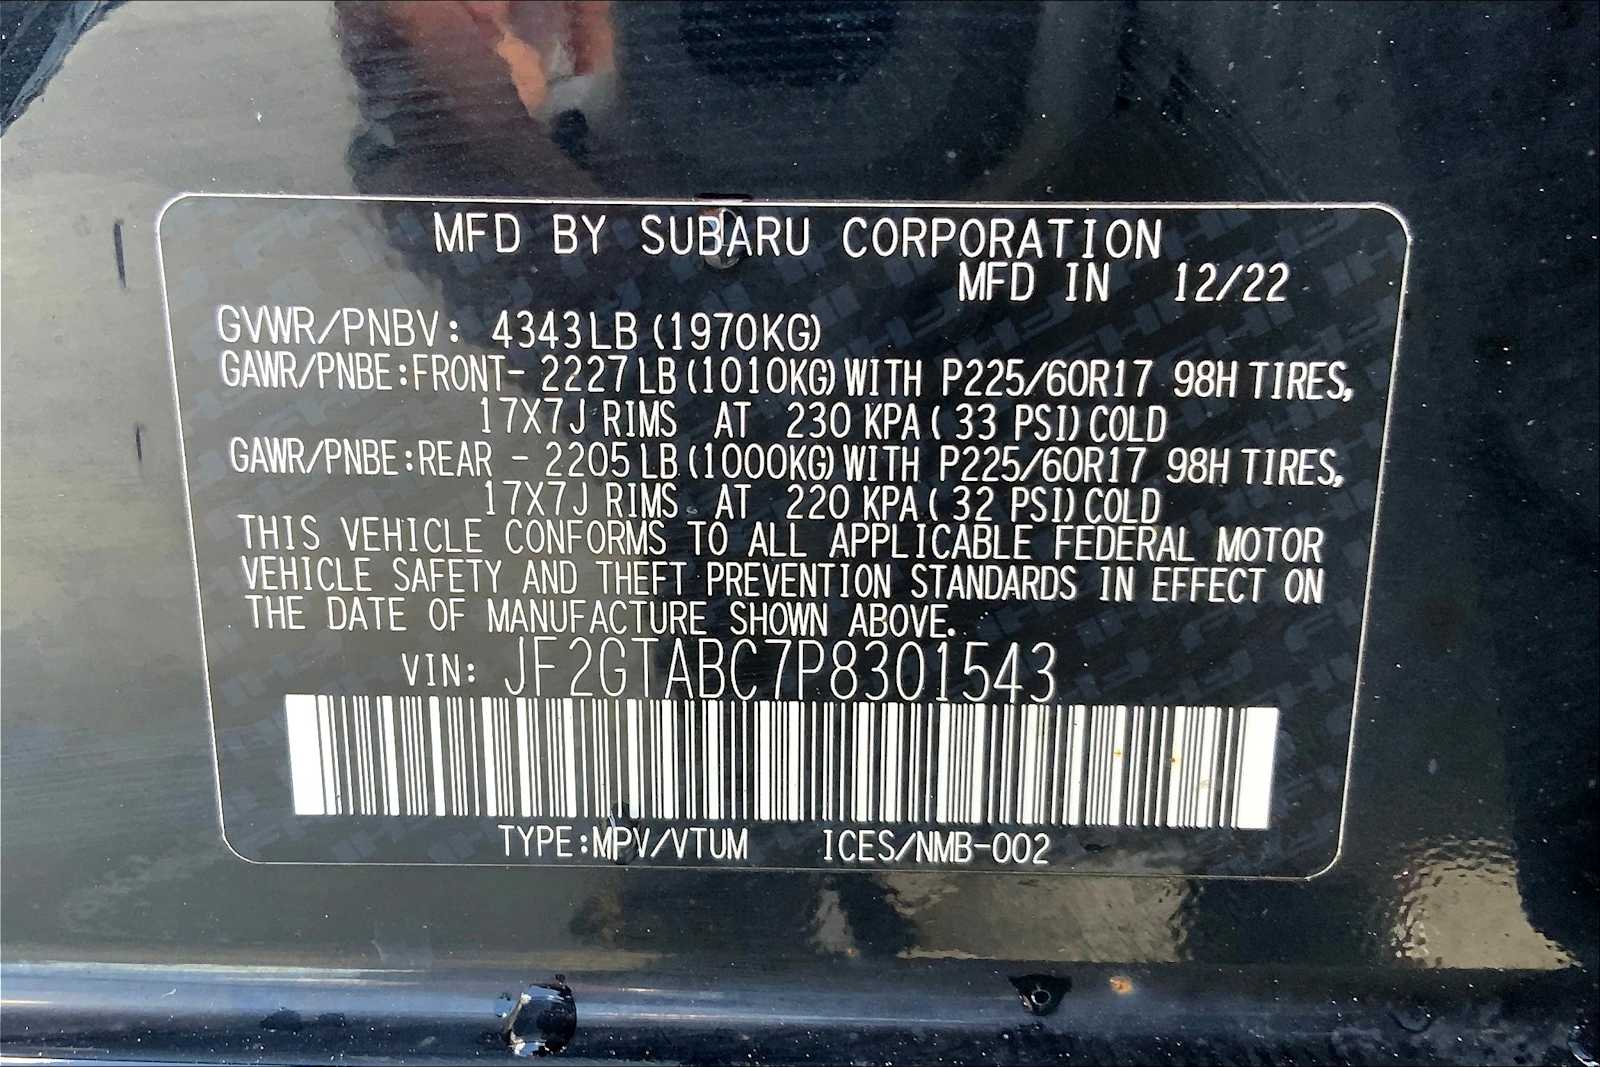 MFD BY SUBARU CORPORATION
MFD IN 12/22
GVWR/PNBV: 4343LB (1970KG)
GAWR/PNBE:FRONT- 2227LB (1010KG) WITH P225/60R17 98H TIRES,
17X7J RIMS AT 230 KPA( 33 PSI) COLD
GAWR/PNBE:REAR - 2205LB (1000KG) WITH P225/60R17 98H TIRES,
17X7J RIMS AT 220 KPA( 32 PSI) COLD
THIS VEHICLE CONFORMS TO ALL APPLICABLE FEDERAL MOTOR
VEHICLE SAFETY AND THEFT PREVENTION STANDARDS IN EFFECT ON
THE DATE OF MANUFACTURE SHOWN ABOVE.
VIN: JF2GTABC7P8301543
TYPE:MPV/VTUM ICES/NMB-002